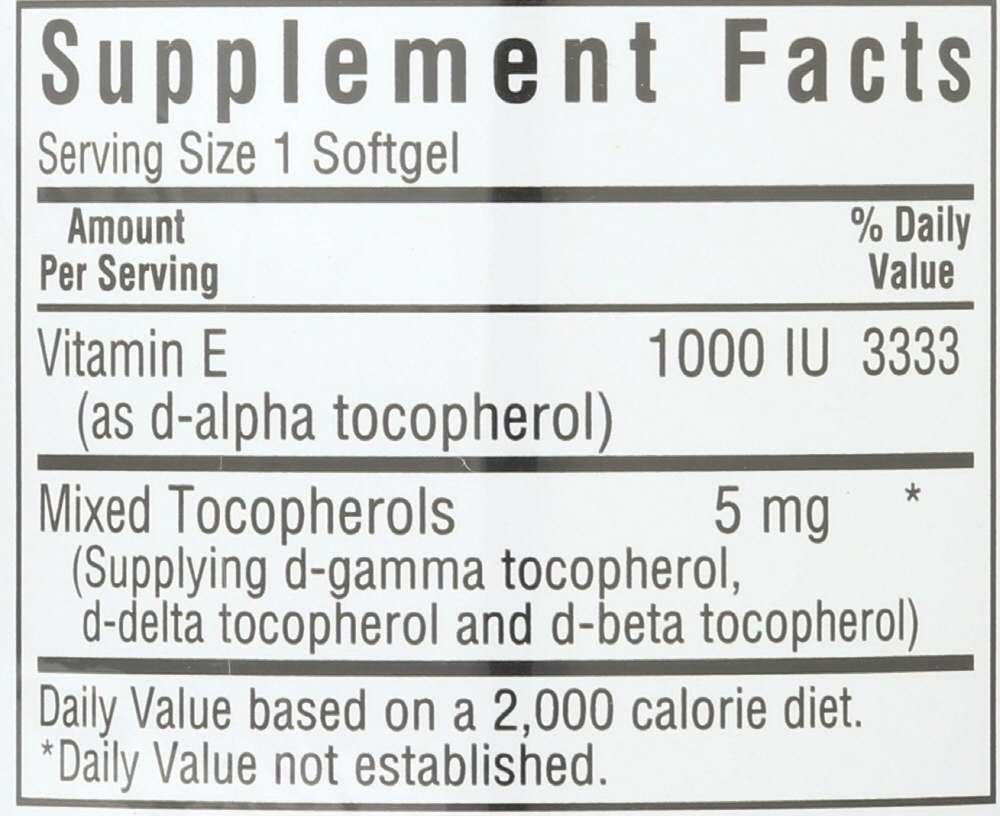 Supplement Facts
Serving Size 1 Softgel
Amount % Daily
Per Serving Value
Vitamin E 1000 IU 3333
(as d-alpha tocopherol)
Mixed Tocopherols 5 mg *
(Supplying d-gamma tocopherol,
d-delta tocopherol and d-beta tocopherol)
Daily Value based on a 2,000 calorie diet.
*Daily Value not established.